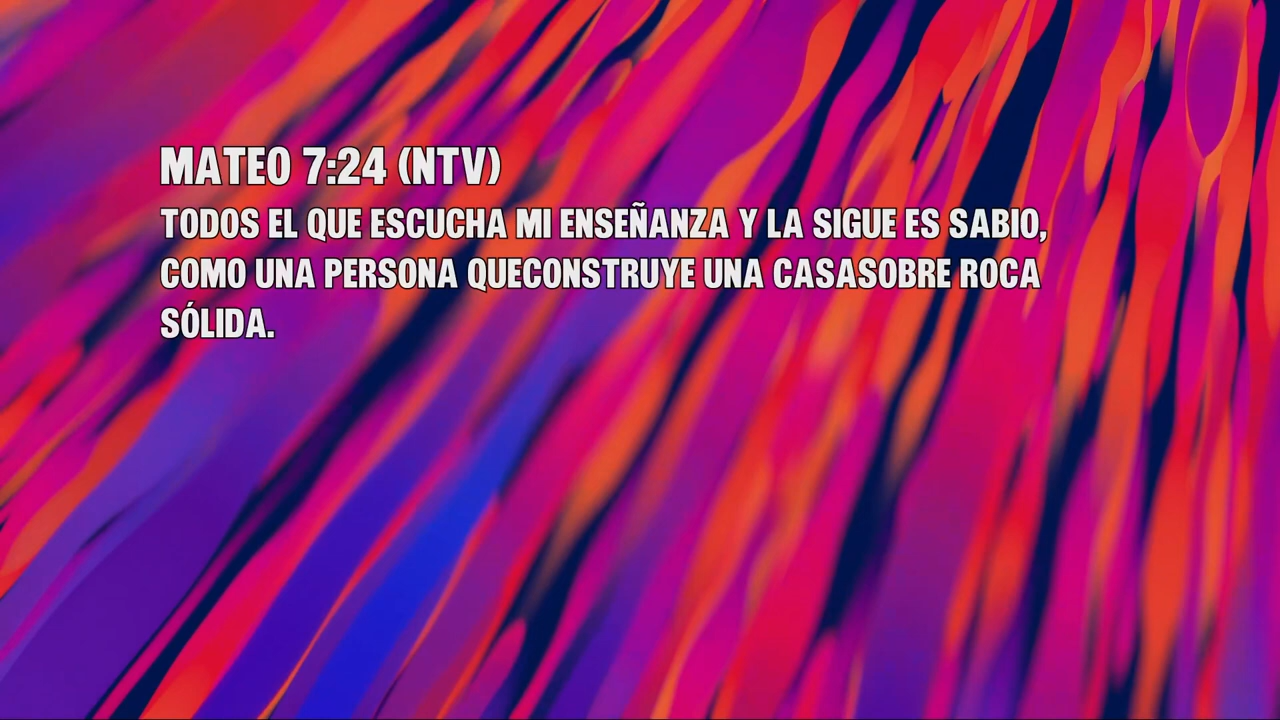 MATEO 7:24 (NTV)
TODOS EL QUE ESCUCHA MI ENSEÑANZA Y LA SIGUE ES SABIO,
COMO UNA PERSONA QUECONSTRUYE UNA CASASOBRE ROCA
SÓLIDA.